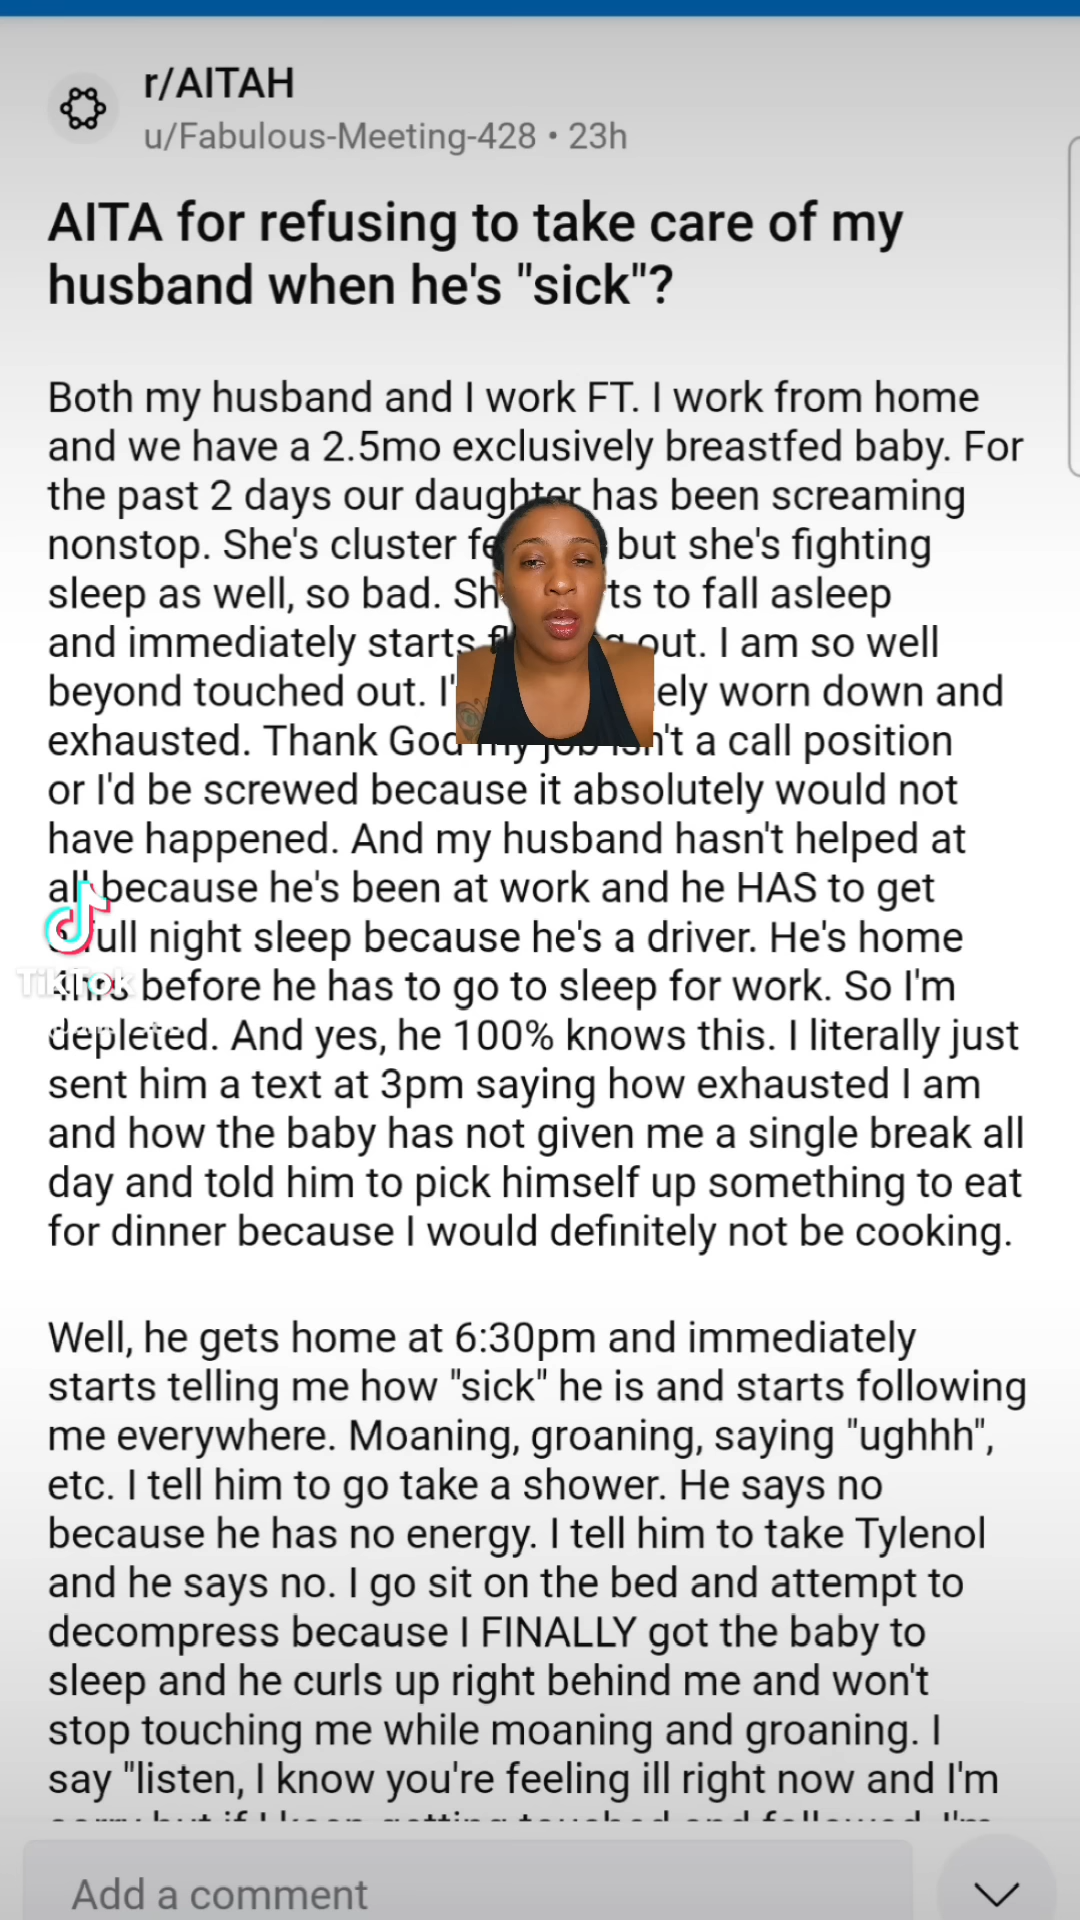 r/AITAH
u/Fabulous-Meeting-428 • 23h
AITA for refusing to take care of my
husband when he's "sick"?
Both my husband and I work FT. I work from home
and we have a 2.5mo exclusively breastfed baby. For
the past 2 days our daughter has been screaming
nonstop. She's cluster but she's fighting
sleep as well, so bad. to fall asleep
and immediately starts out. I am so well
beyond touched out. worn down and
exhausted. Thank God my job isn't a call position
or I'd be screwed because it absolutely would not
have happened. And my husband hasn't helped at
all because he's been at work and he HAS to get
full night sleep because he's a driver. He's home
before he has to go to sleep for work. So I'm
depleted. And yes, he 100% knows this. I literally just
sent him a text at 3pm saying how exhausted I am
and how the baby has not given me a single break all
day and told him to pick himself up something to eat
for dinner because I would definitely not be cooking.
Well, he gets home at 6:30pm and immediately
starts telling me how "sick" he is and starts following
me everywhere. Moaning, groaning, saying "ughhh",
etc. I tell him to go take a shower. He says no
because he has no energy. I tell him to take Tylenol
and he says no. I go sit on the bed and attempt to
decompress because I FINALLY got the baby to
sleep and he curls up right behind me and won't
stop touching me while moaning and groaning. I
say "listen, I know you're feeling ill right now and I'm
sorry but if I keep getting touched and followed, I'm
Add a comment
TikTok